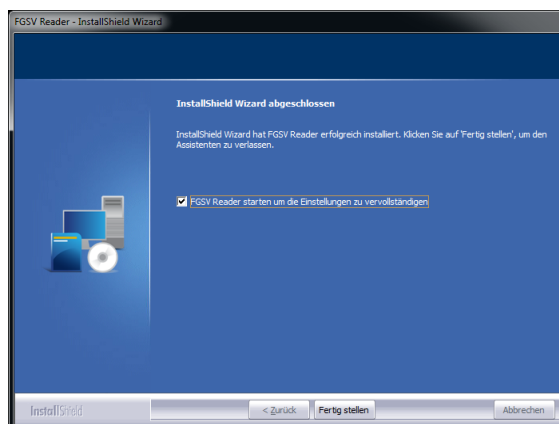 FGSV Reader - InstallShield Wizard
InstallShield Wizard abgeschlossen
InstallShield Wizard hat FGSV Reader erfolgreich installiert. Klicken Sie auf 'Fertig stellen', um den
Assistenten zu verlassen.
FGSV Reader starten um die Einstellungen zu vervollständigen
InstallShield
< Zurück
Fertig stellen
Abbrechen